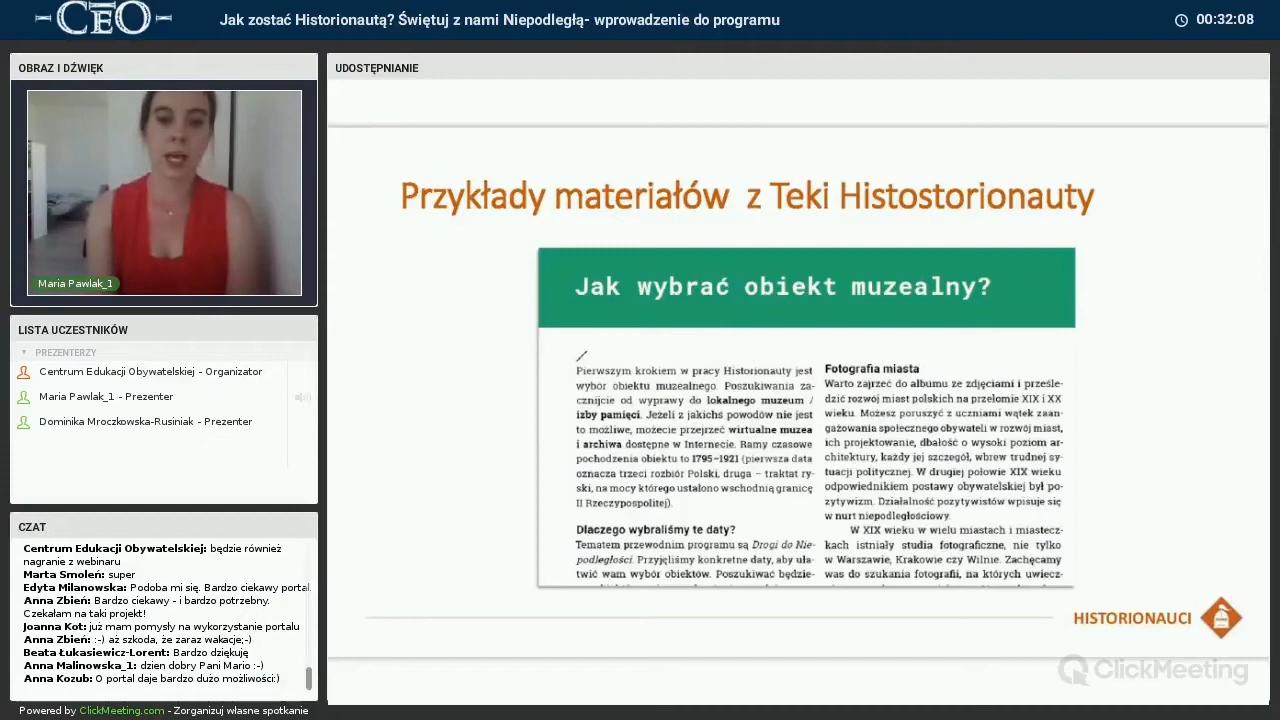 CEO
Jak zostać Historionautą? Świętuj z nami Niepodległą- wprowadzenie do programu
00:32:08
OBRAZ I DŹWIĘK
Maria Pawlak_1
LISTA UCZESTNIKÓW
PREZENTERZY
Centrum Edukacji Obywatelskiej - Organizator
Maria Pawlak_1 - Prezenter
Dominika Mroczkowska-Rusiniak - Prezenter
CZAT
Centrum Edukacji Obywatelskiej: będzie również
nagranie z webinaru
Marta Smoleń: super
Edyta Milanowska: Podoba mi się. Bardzo ciekawy portal.
Anna Zbień: Bardzo ciekawy - i bardzo potrzebny.
Czekałam na taki projekt!
Joanna Kot: już mam pomysły na wykorzystanie portalu
Anna Zbień: :-) aż szkoda, że zaraz wakacje;-)
Beata Łukasiewicz-Lorent: Bardzo dziękuję
Anna Malinowska_1: dzien dobry Pani Mario :-)
Anna Kozub: O portal daje bardzo dużo możliwości:)
Powered by ClickMeeting.com - Zorganizuj własne spotkanie
UDOSTĘPNIANIE
Przykłady materiałów z Teki Histostorionauty
Jak wybrać obiekt muzealny?
Pierwszym krokiem w pracy Historionauty jest
wybór obiektu muzealnego. Poszukiwania za-
cznijcie od wyprawy do lokalnego muzeum /
izby pamięci. Jeżeli z jakichś powodów nie jest
to możliwe, możecie przejrzeć wirtualne muzea
i archiwa dostępne w Internecie. Ramy czasowe
pochodzenia obiektu to 1795–1921 (pierwsza data
oznacza trzeci rozbiór Polski, druga – traktat ry-
ski, na mocy którego ustalono wschodnią granicę
II Rzeczypospolitej).
Dlaczego wybraliśmy te daty?
Tematem przewodnim programu są Drogi do Nie-
podległości. Przyjęliśmy konkretne daty, aby uła-
twić wam wybór obiektów. Poszukiwać będzie-
Fotografia miasta
Warto zajrzeć do albumu ze zdjęciami i prześle-
dzić rozwój miast polskich na przełomie XIX i XX
wieku. Możesz poruszyć z uczniami wątek zaan-
gażowania społecznego obywateli w rozwój miast,
ich projektowanie, dbałość o wysoki poziom ar-
chitektury, każdy jej szczegół, wbrew trudnej sy-
tuacji politycznej. W drugiej połowie XIX wieku
odpowiednikiem postawy obywatelskiej był po-
zytywizm. Działalność pozytywistów wpisuje się
w nurt niepodległościowy.
W XIX wieku w wielu miastach i miastecz-
kach istniały studia fotograficzne, nie tylko
w Warszawie, Krakowie czy Wilnie. Zachęcamy
was do szukania fotografii, na których uwiecz-
HISTORIONAUCI
ClickMeeting